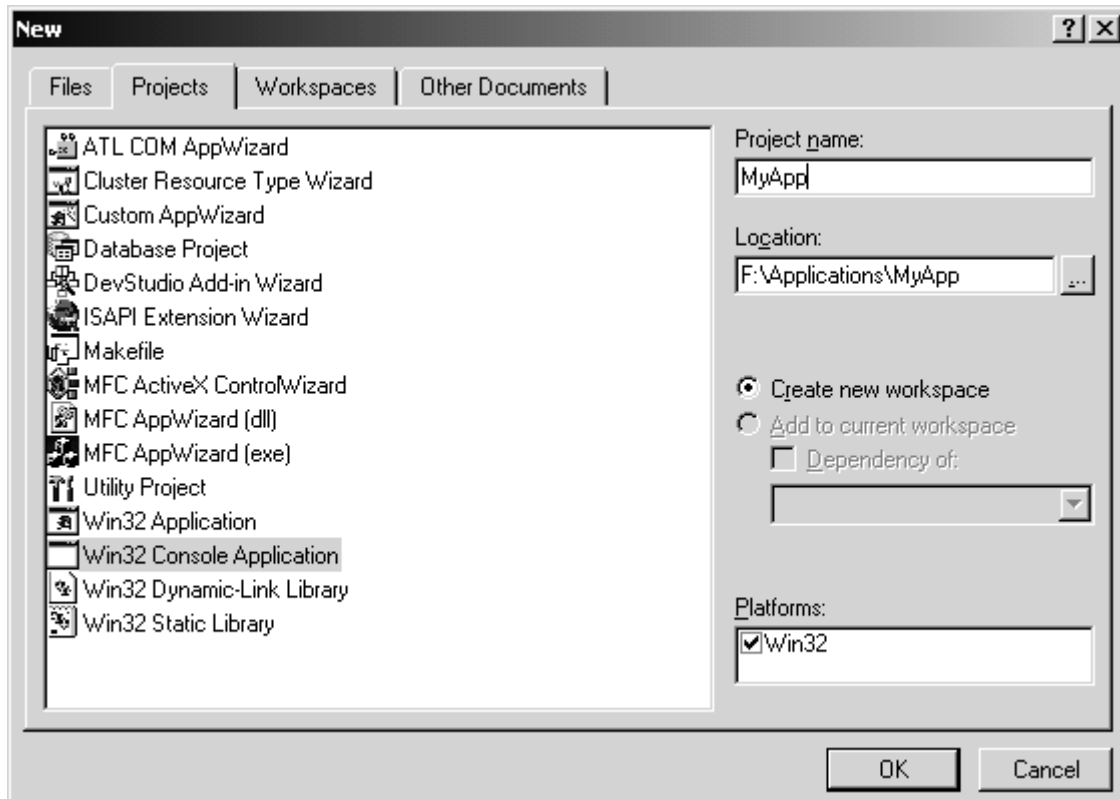 New
Files
Projects
Workspaces
Other Documents
ATL COM AppWizard
Cluster Resource Type Wizard
Custom AppWizard
Database Project
DevStudio Add-in Wizard
ISAPI Extension Wizard
Makefile
MFC ActiveX ControlWizard
MFC AppWizard (dll)
MFC AppWizard (exe)
Utility Project
Win32 Application
Win32 Console Application
Win32 Dynamic-Link Library
Win32 Static Library
Project name:
MyApp
Location:
F:\Applications\MyApp
...
Create new workspace
Add to current workspace
Dependency of:
Platforms:
Win32
OK
Cancel